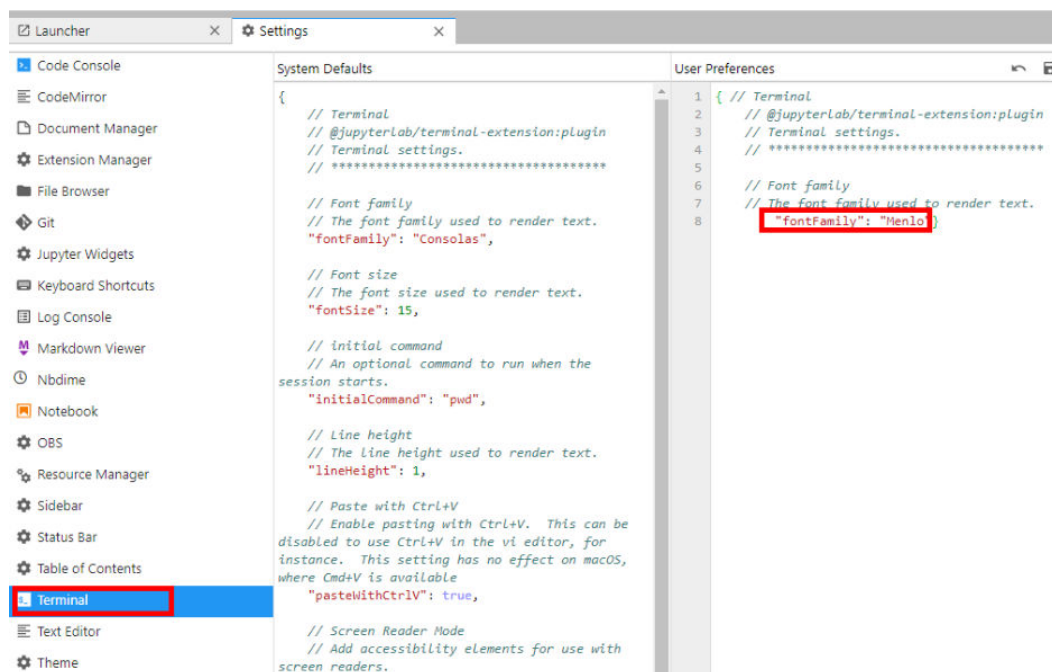 Launcher
Settings
Code Console
CodeMirror
Document Manager
Extension Manager
File Browser
Git
Jupyter Widgets
Keyboard Shortcuts
Log Console
Markdown Viewer
Nbdime
Notebook
OBS
Resource Manager
Sidebar
Status Bar
Table of Contents
Terminal
Text Editor
Theme
System Defaults
{
// Terminal
// @jupyterlab/terminal-extension:plugin
// Terminal settings.
// *************************************
// Font family
// The font family used to render text.
"fontFamily": "Consolas",
// Font size
// The font size used to render text.
"fontSize": 15,
// initial command
// An optional command to run when the
session starts.
"initialCommand": "pwd",
// Line height
// The line height used to render text.
"lineHeight": 1,
// Paste with Ctrl+V
// Enable pasting with Ctrl+V.  This can be
disabled to use Ctrl+V in the vi editor, for
instance.  This setting has no effect on macOS,
where Cmd+V is available
"pasteWithCtrlV": true,
// Screen Reader Mode
// Add accessibility elements for use with
screen readers.
User Preferences
1 { // Terminal
2 // @jupyterlab/terminal-extension:plugin
3 // Terminal settings.
4 // *************************************
5
6 // Font family
7 // The font family used to render text.
8 "fontFamily": "Menlo"}